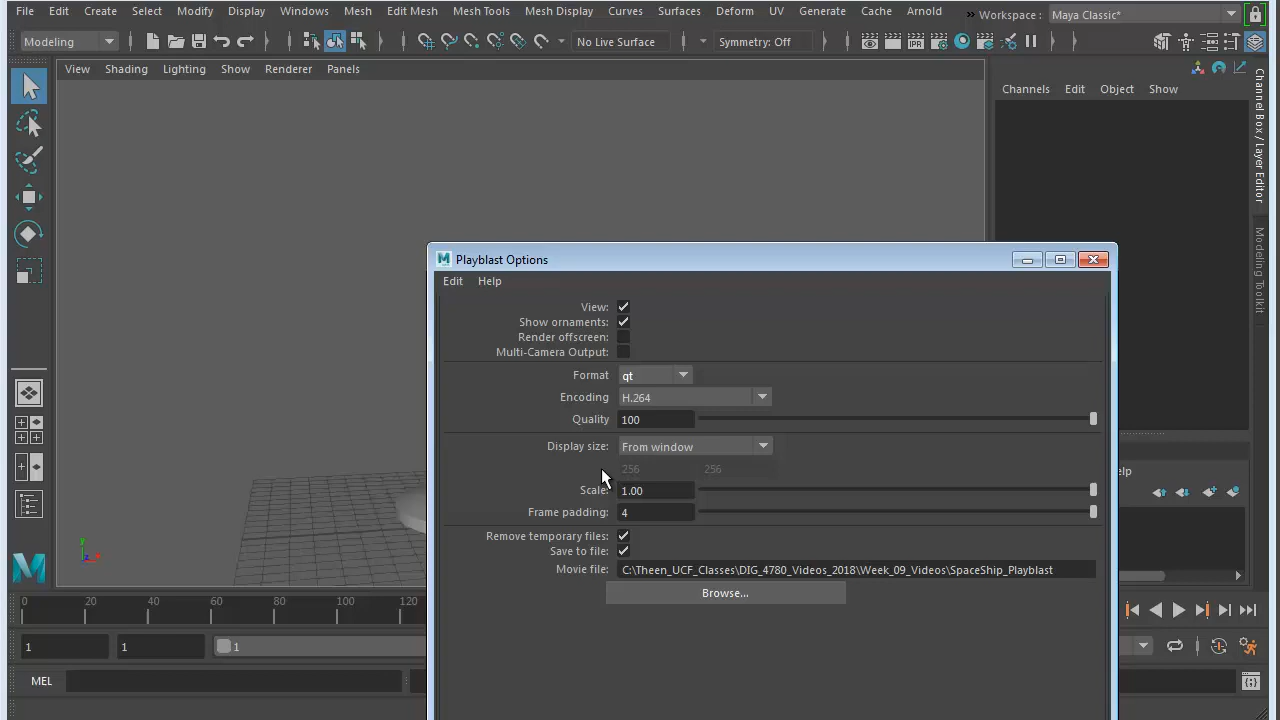 File Edit Create Select Modify Display Windows Mesh Edit Mesh Mesh Tools Mesh Display Curves Surfaces Deform UV Generate Cache Arnold » Workspace : Maya Classic*
Modeling No Live Surface Symmetry: Off IPR
View Shading Lighting Show Renderer Panels
Channels Edit Object Show
Channel Box / Layer Editor
Modeling Toolkit
Playblast Options
Edit Help
View:
Show ornaments:
Render offscreen:
Multi-Camera Output:
Format qt
Encoding H.264
Quality 100
Display size: From window
256 256
Scale: 1.00
Frame padding: 4
Remove temporary files:
Save to file:
Movie file: C:\Theen_UCF_Classes\DIG_4780_Videos_2018\Week_09_Videos\SpaceShip_Playblast
Browse...
elp
y
z x
0 20 40 60 80 100 120
1 1 1
MEL